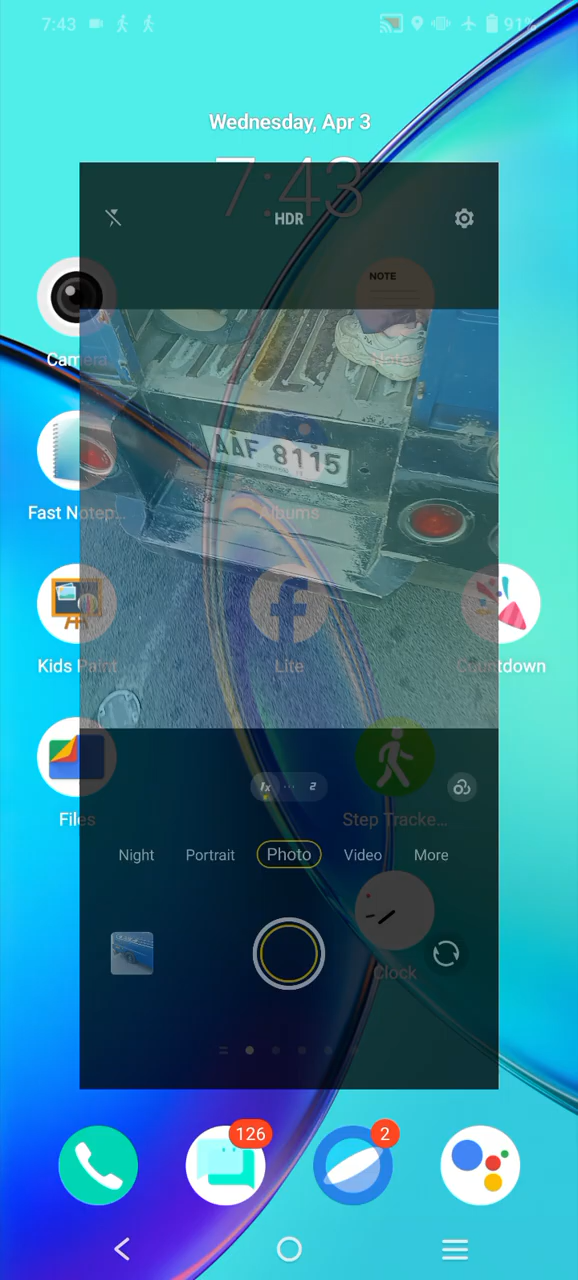 7:43
91%
Wednesday, Apr 3
7:43
HDR
NOTE
Camera
Notes
AAF 8115
Fast Notep...
Albums
Kids Paint
Lite
Countdown
Files
1x
2
Step Tracke...
Night
Portrait
Photo
Video
More
Clock
126
2